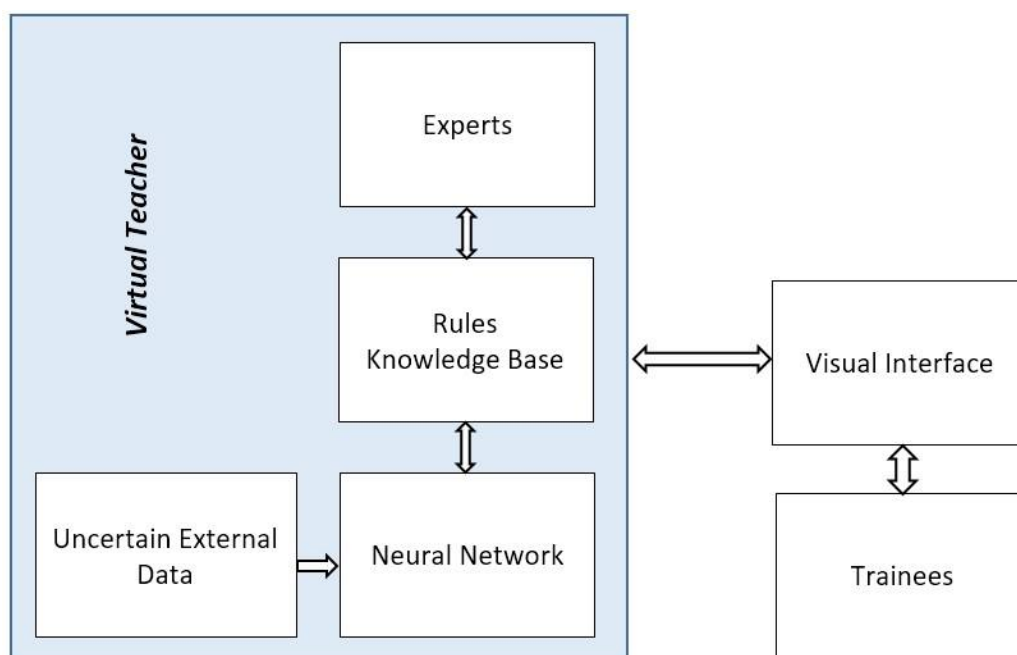 Virtual Teacher
Experts
Rules
Knowledge Base
Visual Interface
Uncertain External
Data
Neural Network
Trainees